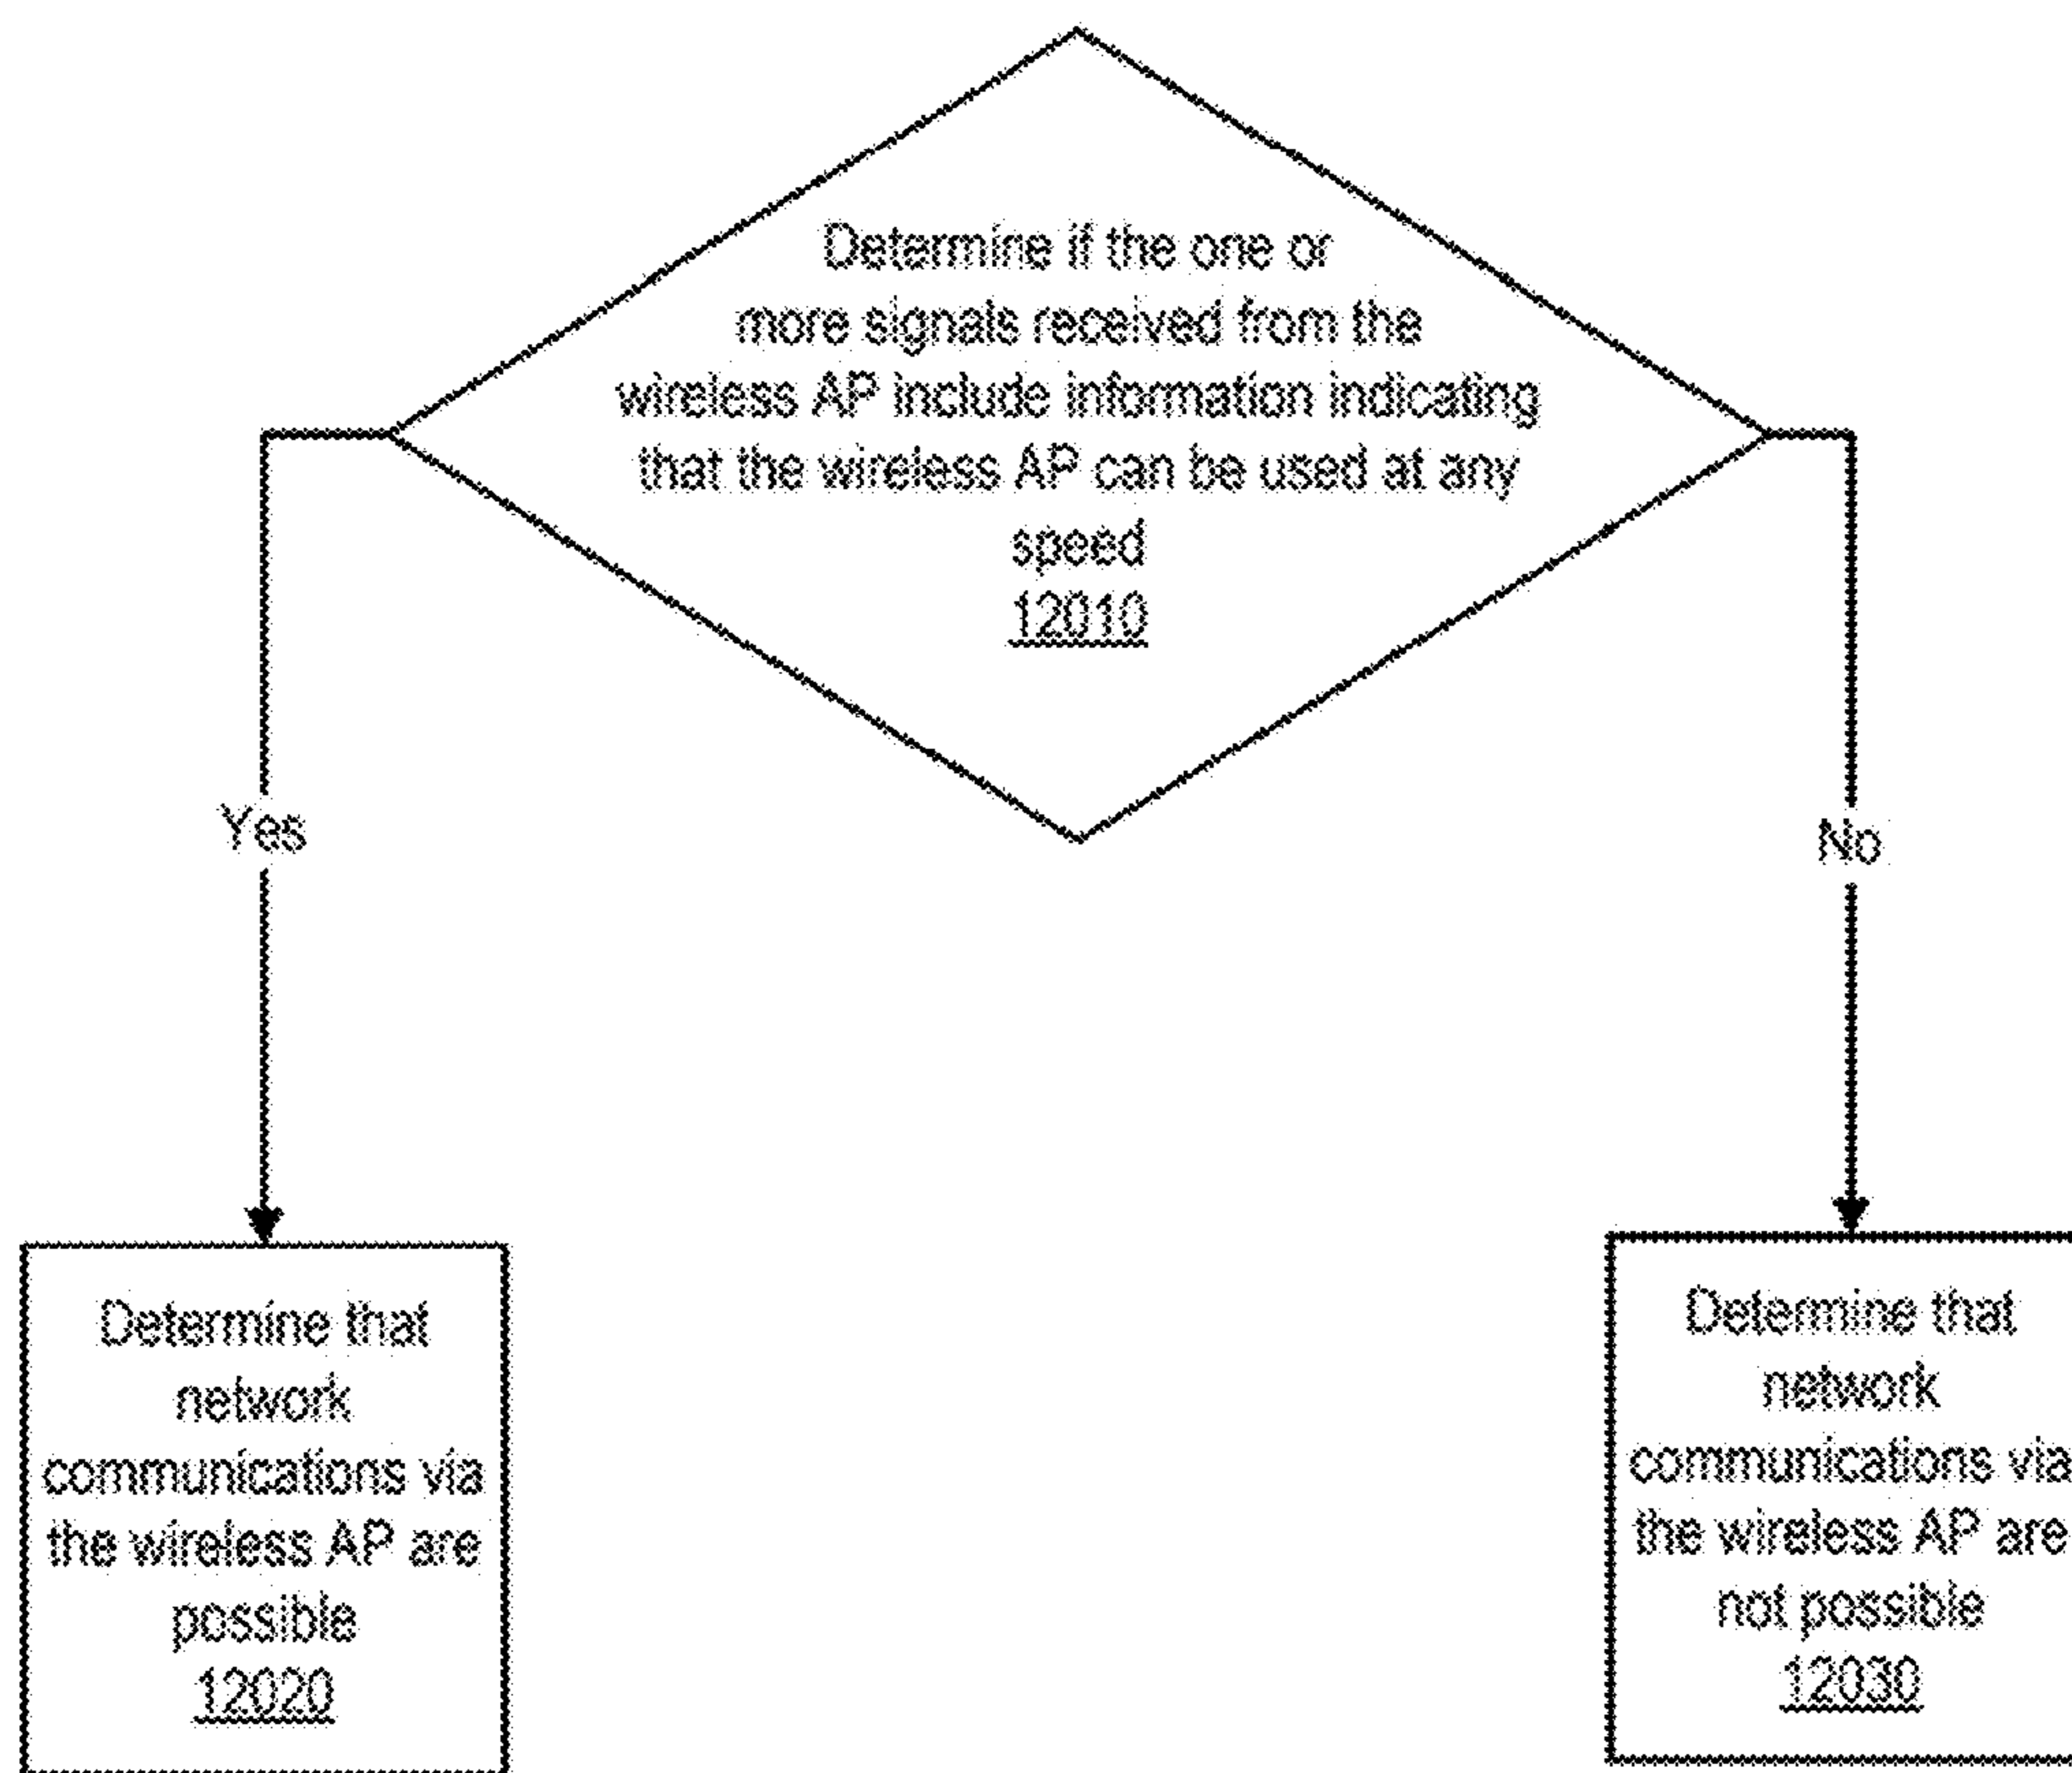 Determine if the one or
more signals received from the
wireless AP include information indicating
that the wireless AP can be used at any
speed
12010
Yes
No
Determine that
network
communications via
the wireless AP are
possible
12020
Determine that
network
communications via
the wireless AP are
not possible
12030